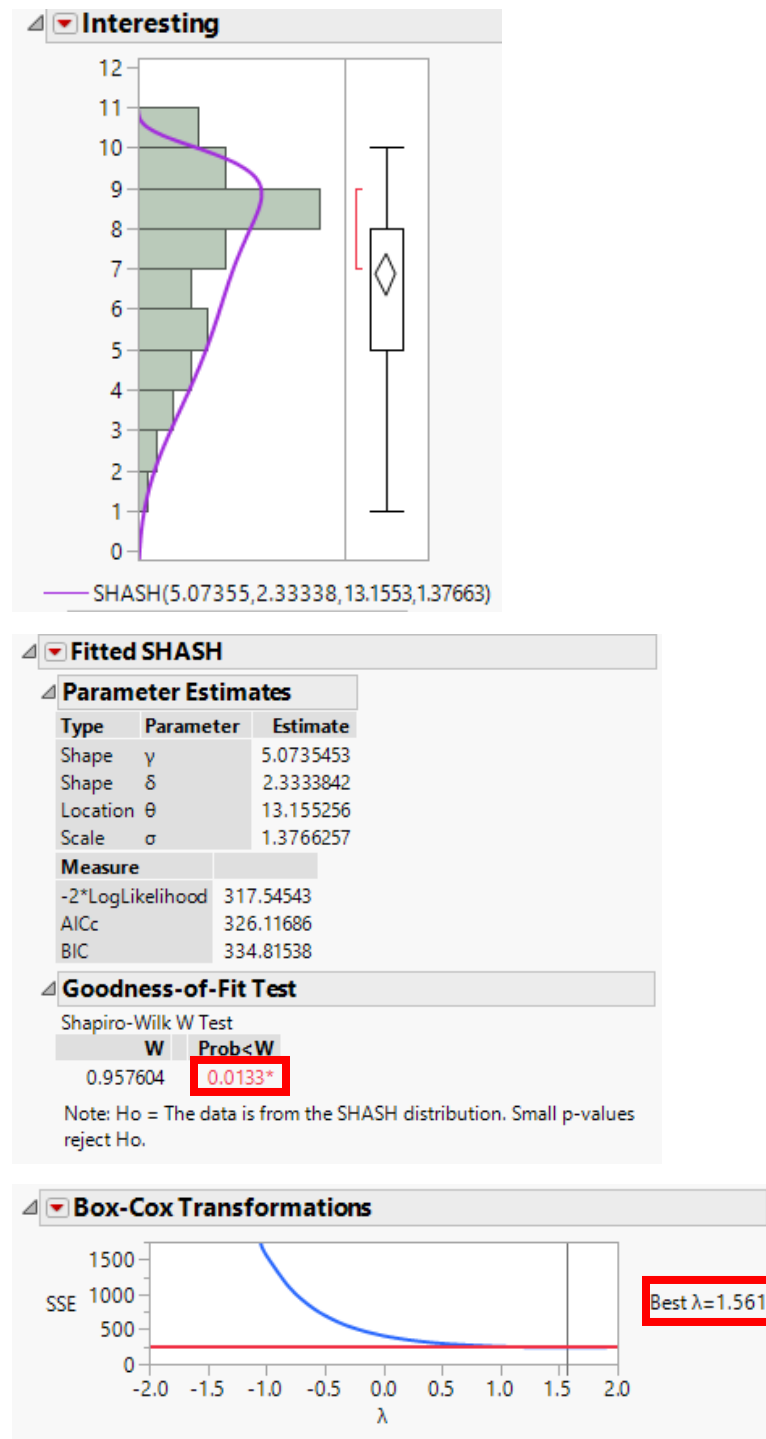 Interesting
12
11
10
9
8
7
6
5
4
3
2
1
0
SHASH(5.07355,2.33338,13.1553,1.37663)
Fitted SHASH
Parameter Estimates
Type Parameter Estimate
Shape γ 5.0735453
Shape δ 2.3333842
Location θ 13.155256
Scale σ 1.3766257
Measure
-2*LogLikelihood 317.54543
AICc 326.11686
BIC 334.81538
Goodness-of-Fit Test
Shapiro-Wilk W Test
W Prob<W
0.957604 0.0133*
Note: Ho = The data is from the SHASH distribution. Small p-values
reject Ho.
Box-Cox Transformations
1500
1000
500
0
SSE
Best λ=1.561
-2.0 -1.5 -1.0 -0.5 0.0 0.5 1.0 1.5 2.0
λ